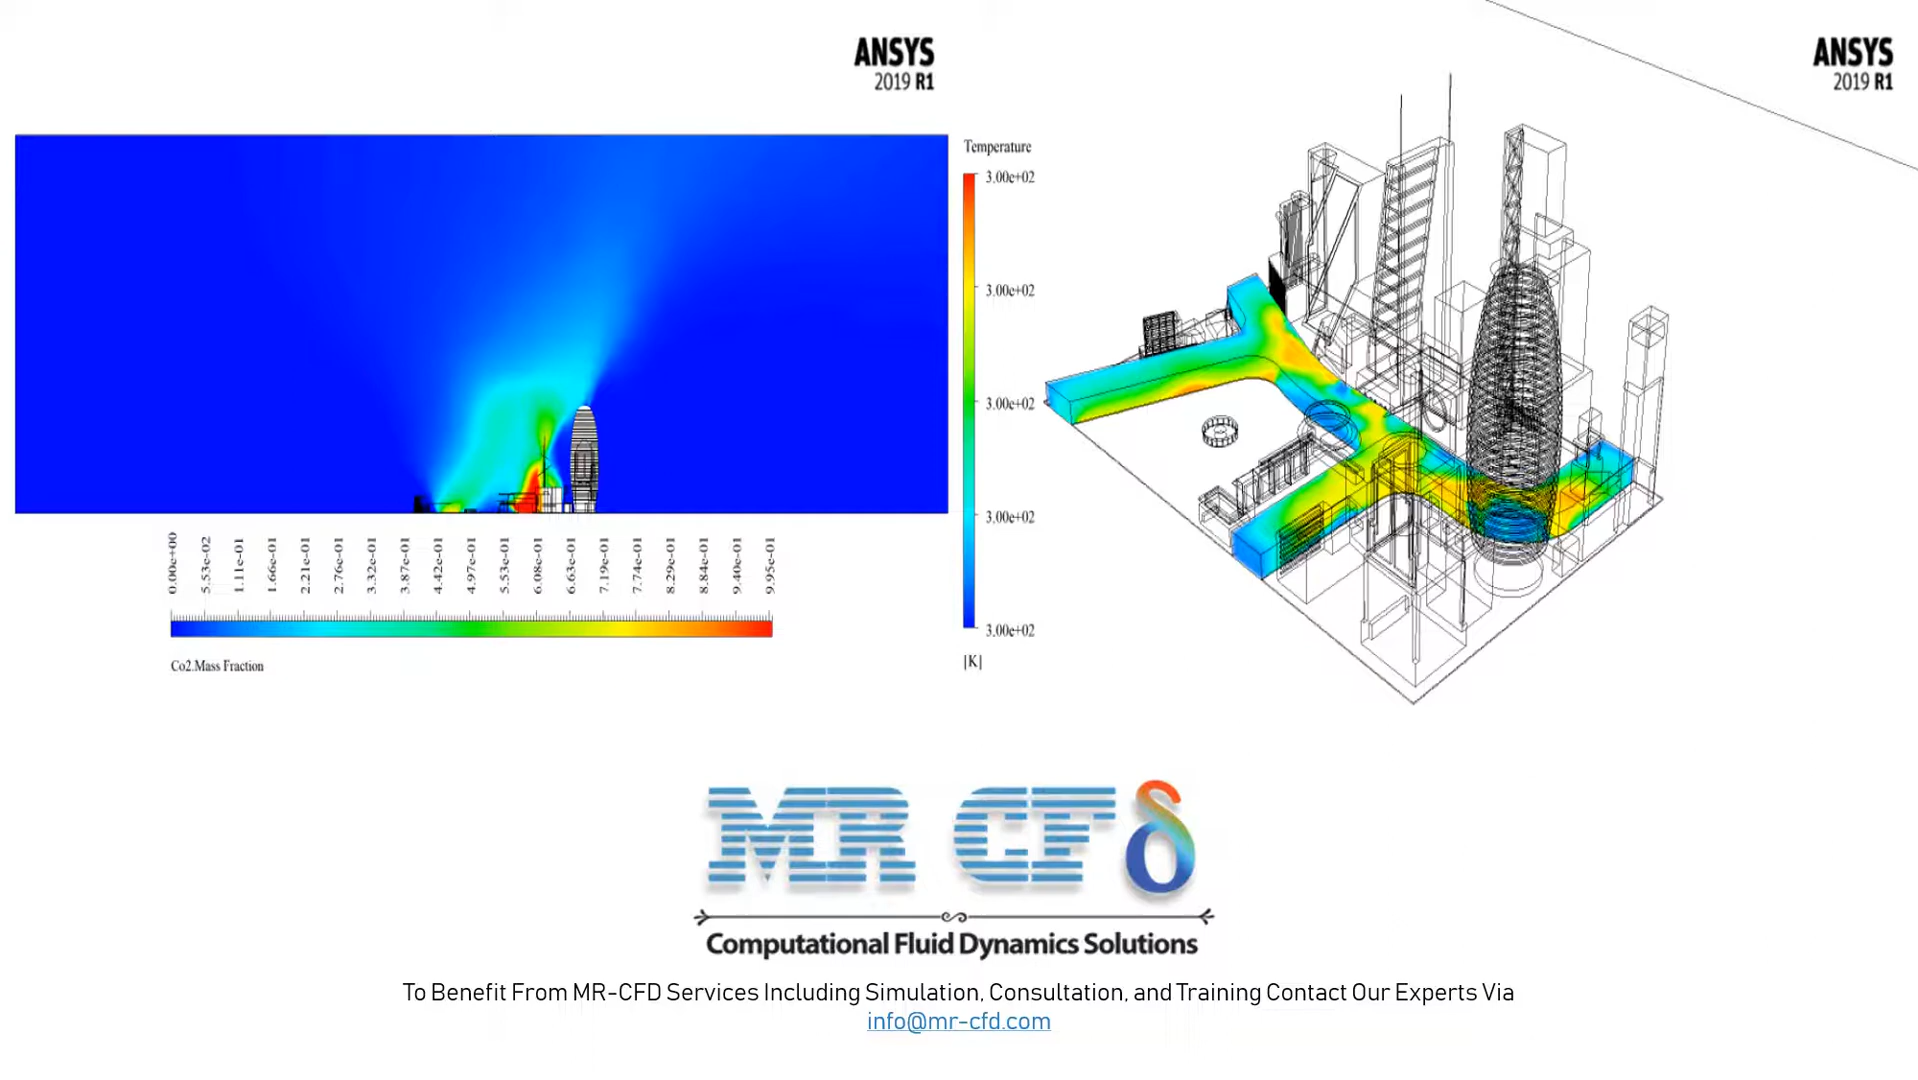 ANSYS
2019 R1
ANSYS
2019 R1
Temperature
3.00e+02
3.00e+02
3.00e+02
3.00e+02
3.00e+02
[K]
0.00e+00
5.53e-02
1.11e-01
1.66e-01
2.21e-01
2.76e-01
3.32e-01
3.87e-01
4.42e-01
4.97e-01
5.53e-01
6.08e-01
6.63e-01
7.19e-01
7.74e-01
8.29e-01
8.84e-01
9.40e-01
9.95e-01
Co2.Mass Fraction
MR CFδ
Computational Fluid Dynamics Solutions
To Benefit From MR-CFD Services Including Simulation, Consultation, and Training Contact Our Experts Via
info@mr-cfd.com